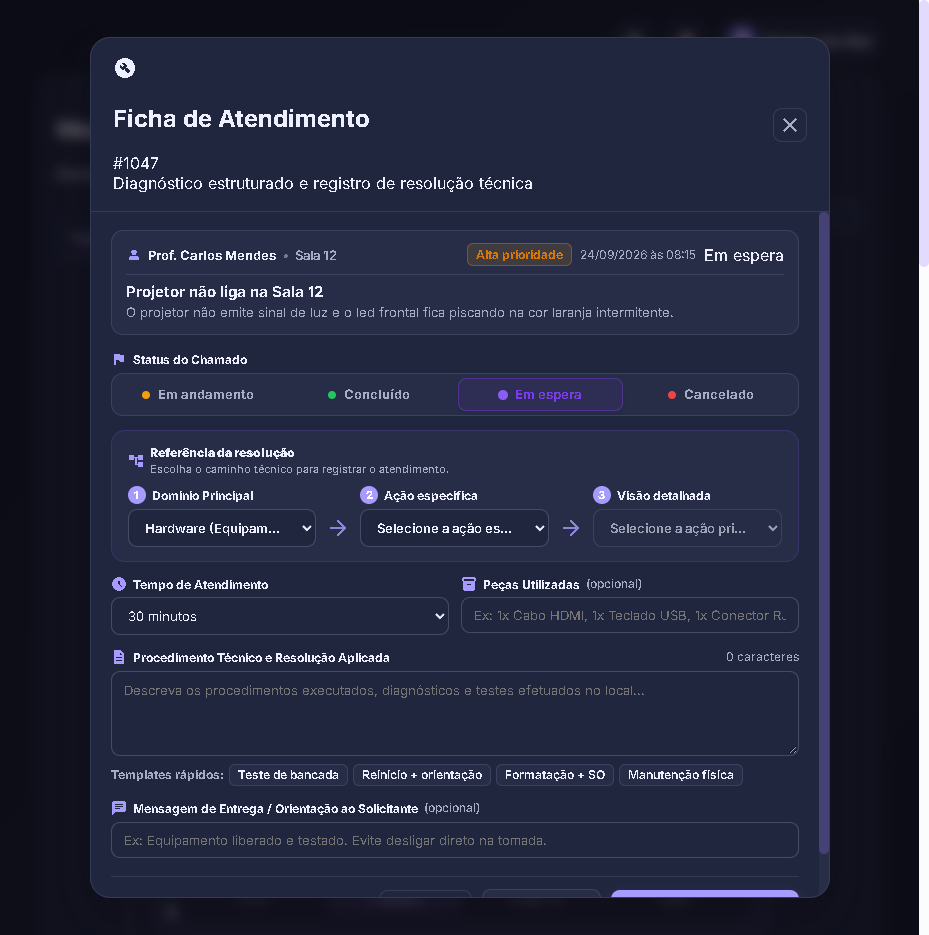 Ficha de Atendimento
#1047
Diagnóstico estruturado e registro de resolução técnica
Prof. Carlos Mendes • Sala 12 Alta prioridade 24/09/2026 às 08:15 Em espera
Projetor não liga na Sala 12
O projetor não emite sinal de luz e o led frontal fica piscando na cor laranja intermitente.
Status do Chamado
Em andamento Concluído Em espera Cancelado
Referência da resolução
Escolha o caminho técnico para registrar o atendimento.
1 Domínio Principal 2 Ação específica 3 Visão detalhada
Hardware (Equipam... Selecione a ação es... Selecione a ação pri...
Tempo de Atendimento Peças Utilizadas (opcional)
30 minutos Ex: 1x Cabo HDMI, 1x Teclado USB, 1x Conector R.
Procedimento Técnico e Resolução Aplicada 0 caracteres
Descreva os procedimentos executados, diagnósticos e testes efetuados no local...
Templates rápidos: Teste de bancada Reinício + orientação Formatação + SO Manutenção física
Mensagem de Entrega / Orientação ao Solicitante (opcional)
Ex: Equipamento liberado e testado. Evite desligar direto na tomada.